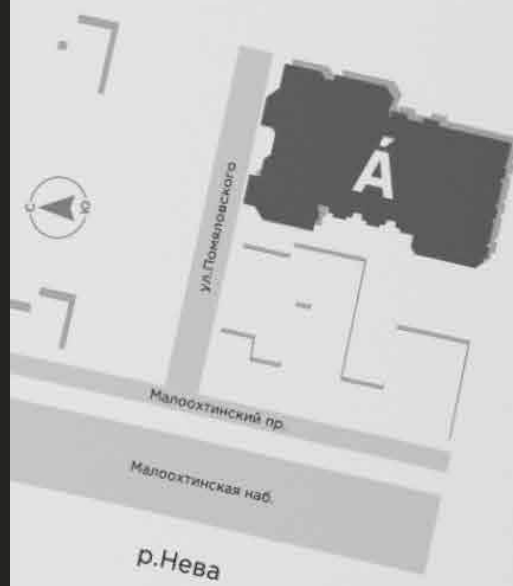 Á
ул.Помяловского
С
Ю
Малоохтинский пр.
Малоохтинская наб.
р.Нева